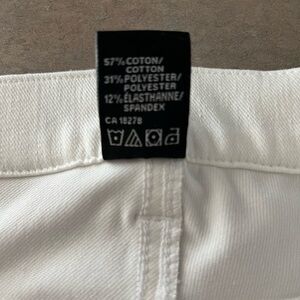 57% COTON/
COTTON
31% POLYESTER/
POLYESTER
12% ÉLASTHANNE/
SPANDEX
CA 18278